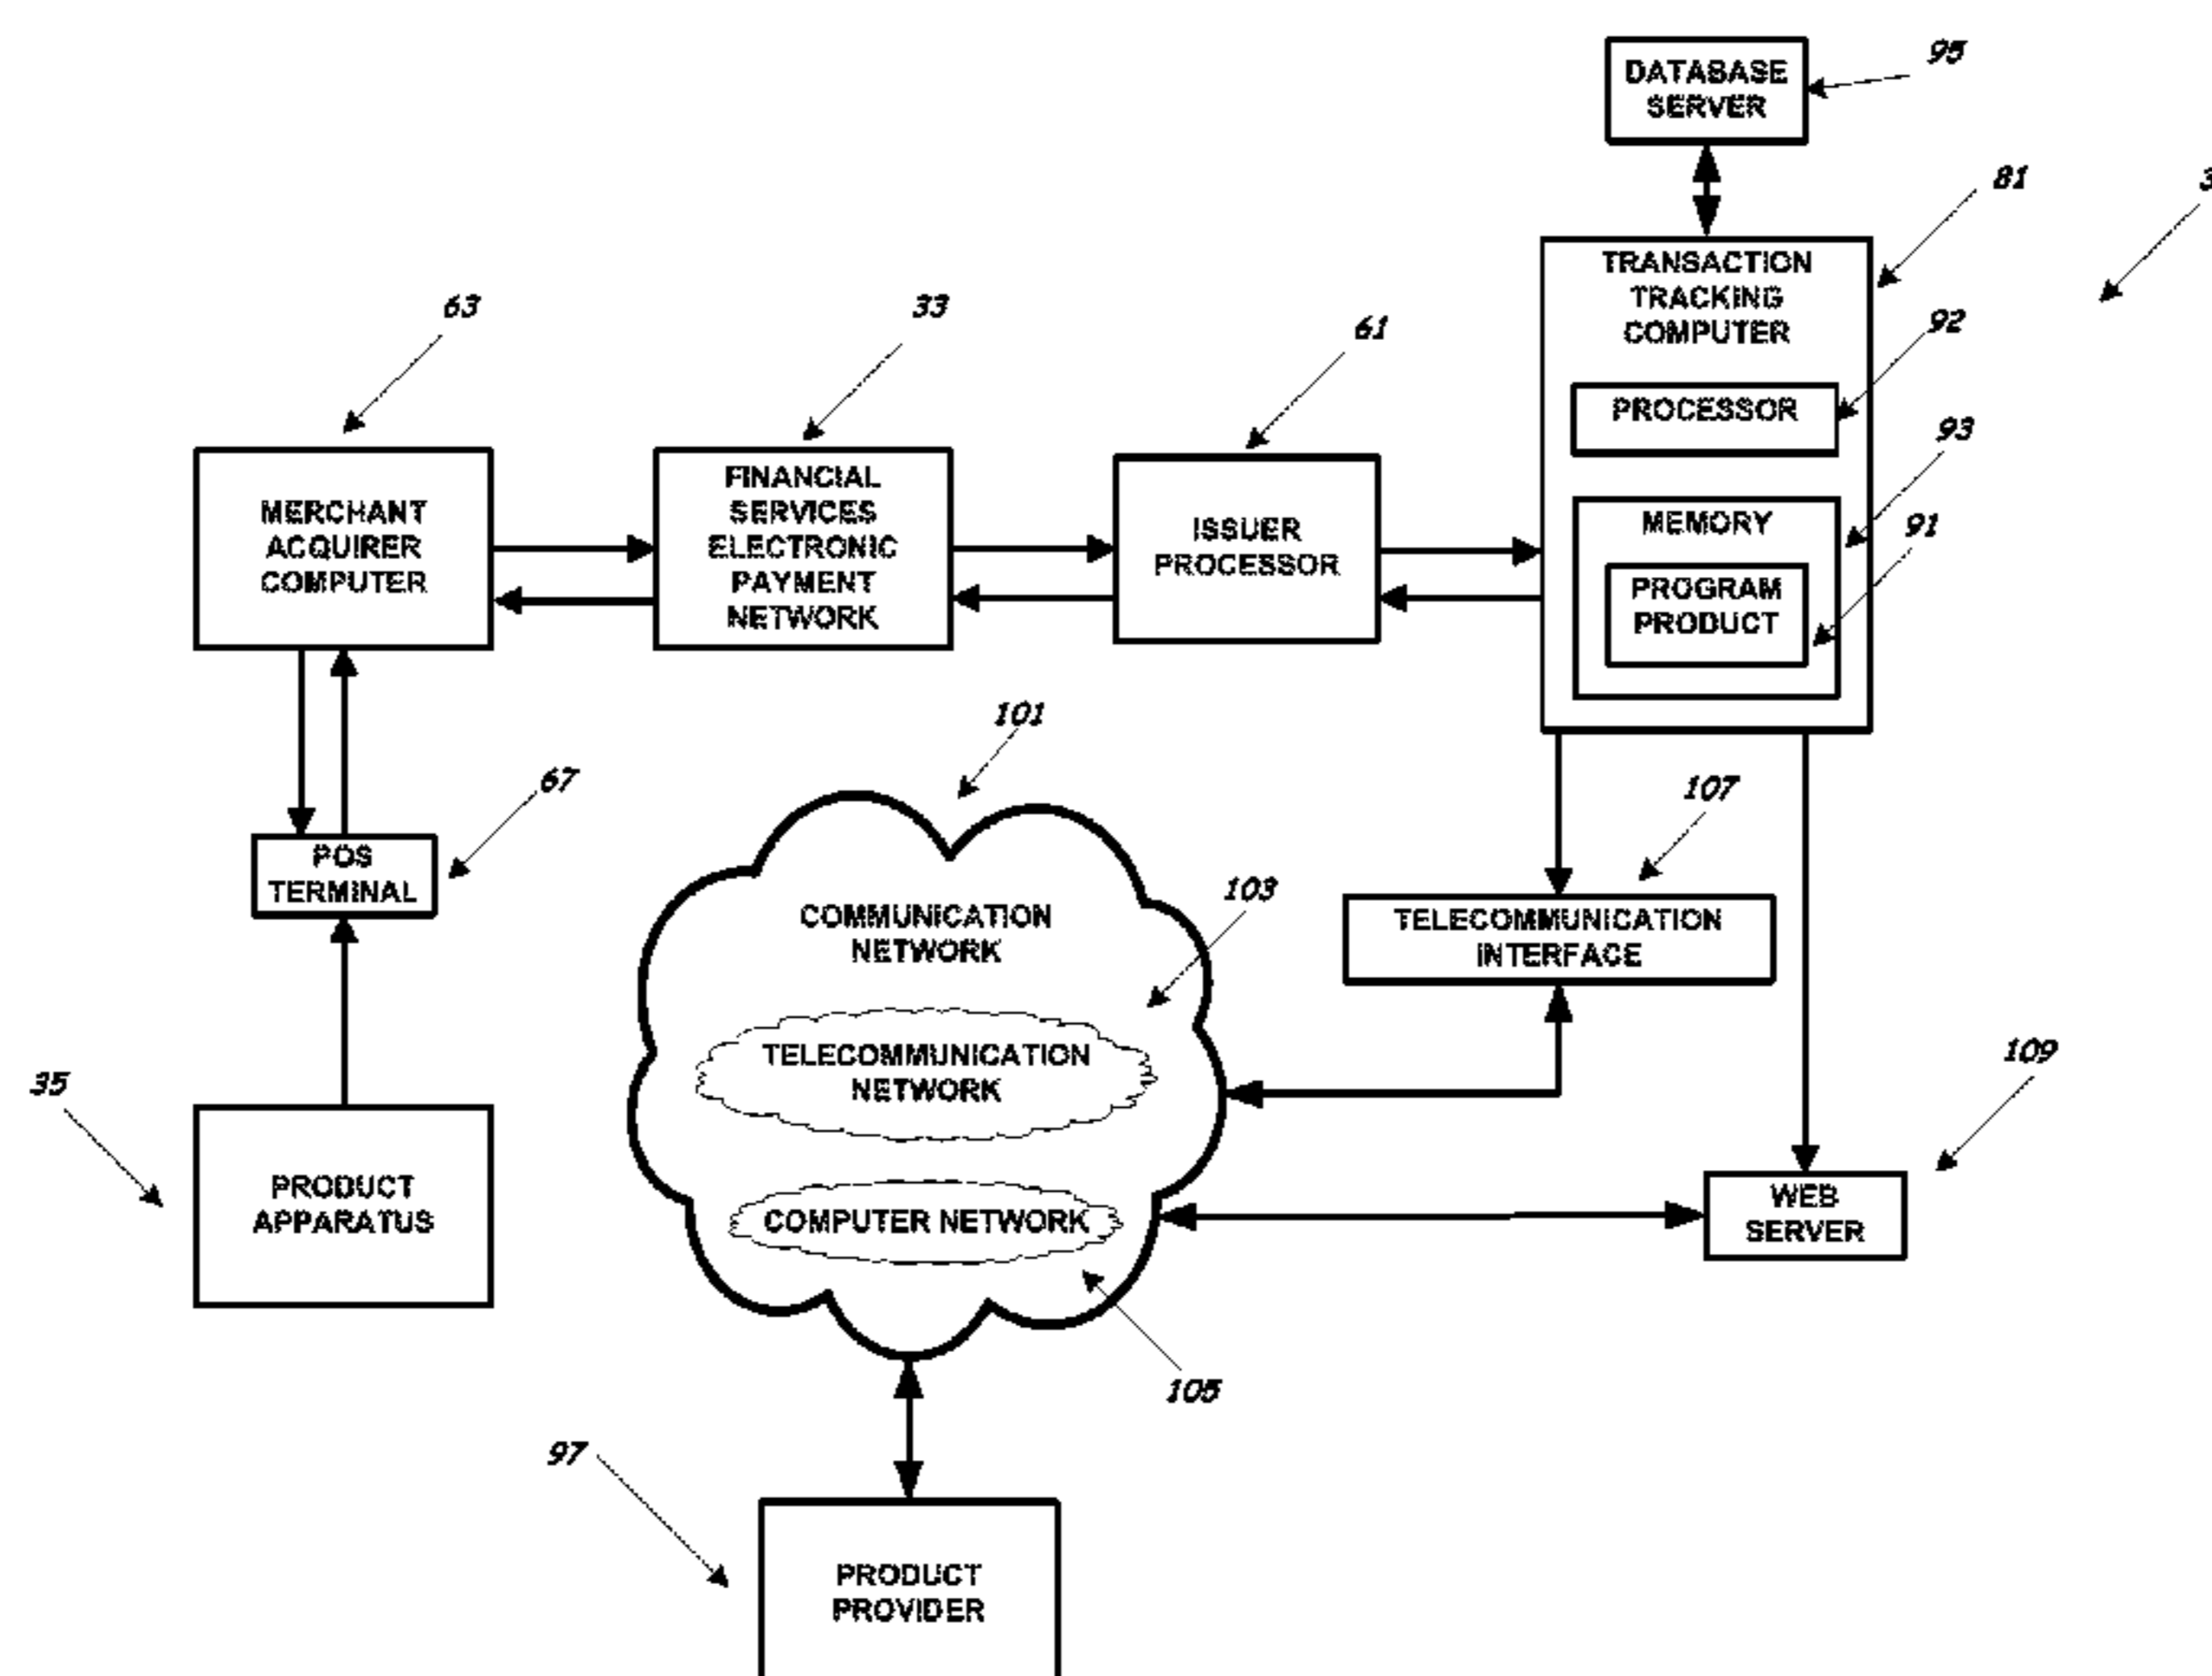 95
DATABASE
SERVER
81
3
TRANSACTION
TRACKING
COMPUTER
92
PROCESSOR
93
MEMORY
91
PROGRAM
PRODUCT
63
33
61
MERCHANT
ACQUIRER
COMPUTER
FINANCIAL
SERVICES
ELECTRONIC
PAYMENT
NETWORK
ISSUER
PROCESSOR
101
67
107
POS
TERMINAL
103
COMMUNICATION
NETWORK
TELECOMMUNICATION
INTERFACE
TELECOMMUNICATION
NETWORK
109
35
PRODUCT
APPARATUS
COMPUTER NETWORK
WEB
SERVER
105
97
PRODUCT
PROVIDER